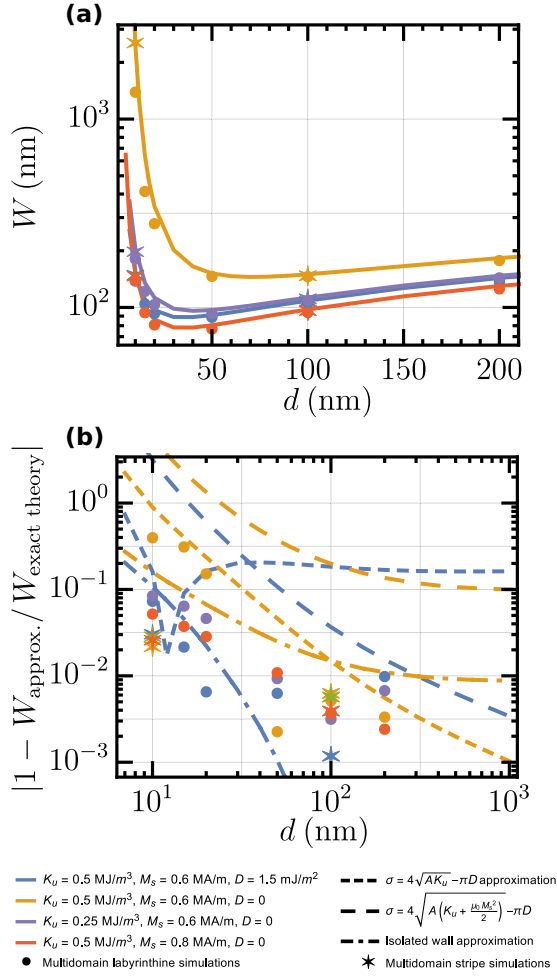 (a)
10³
10²
W (nm)
50
100
150
200
d (nm)
(b)
10⁰
10⁻¹
10⁻²
10⁻³
|1 − W_approx./W_exact theory|
10¹
10²
10³
d (nm)
K_u = 0.5 MJ/m³, M_s = 0.6 MA/m, D = 1.5 mJ/m²
K_u = 0.5 MJ/m³, M_s = 0.6 MA/m, D = 0
K_u = 0.25 MJ/m³, M_s = 0.6 MA/m, D = 0
K_u = 0.5 MJ/m³, M_s = 0.8 MA/m, D = 0
Multidomain labyrinthine simulations
σ = 4√(AK_u) − πD approximation
σ = 4√(A(K_u + μ₀M_s²/2)) − πD
Isolated wall approximation
Multidomain stripe simulations